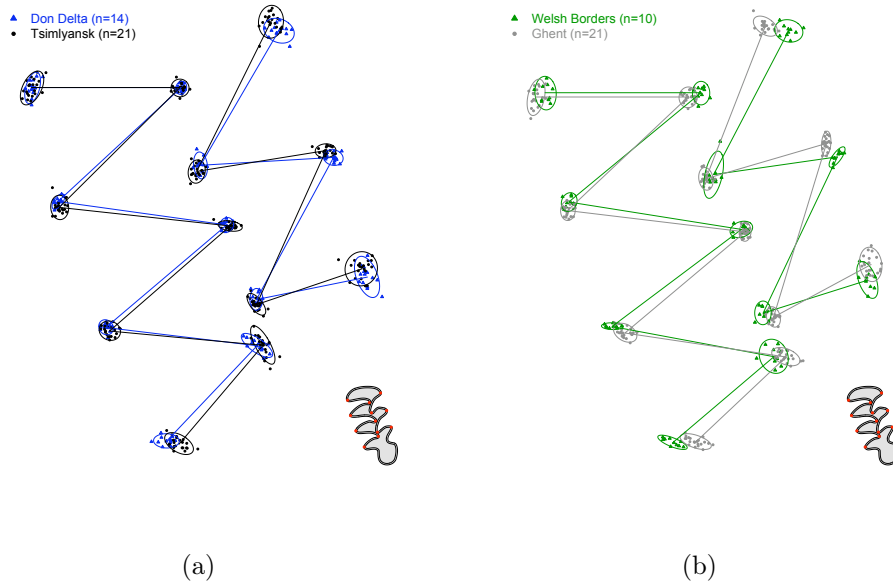 Don Delta (n=14)
Tsimlyansk (n=21)
Welsh Borders (n=10)
Ghent (n=21)
(a)
(b)